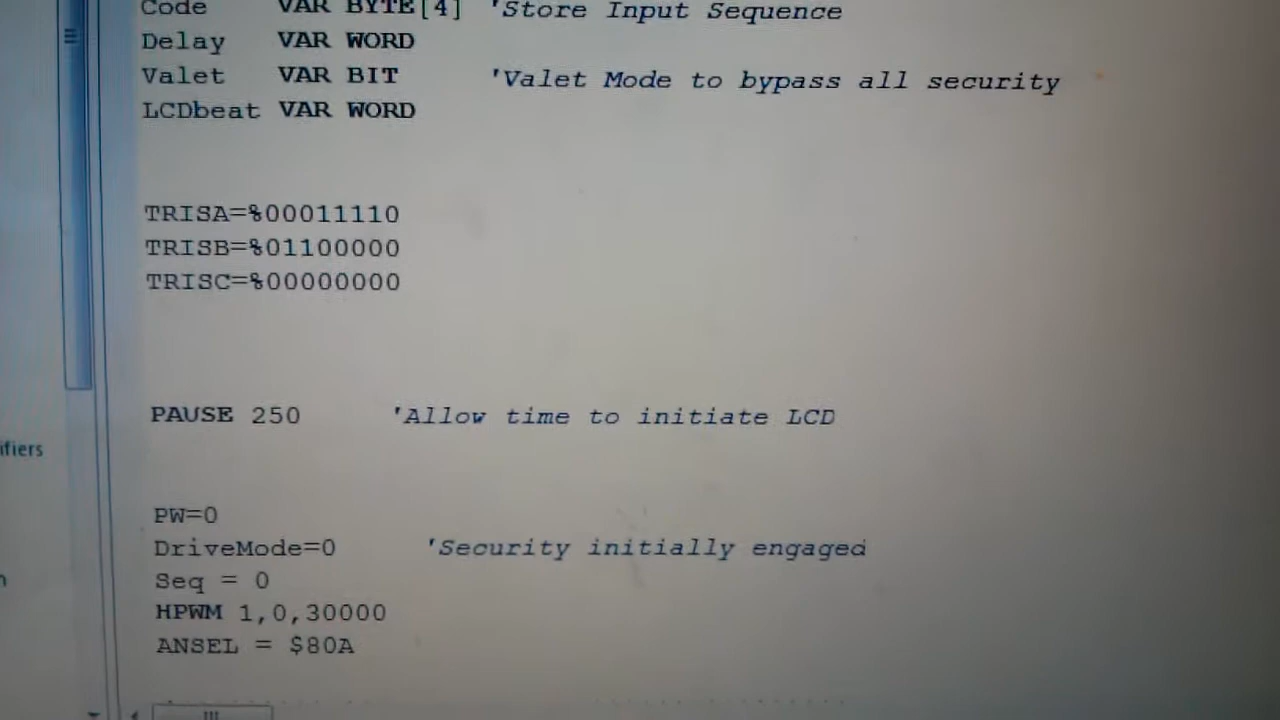 Code VAR BYTE[4] 'Store Input Sequence
Delay VAR WORD
Valet VAR BIT 'Valet Mode to bypass all security
LCDbeat VAR WORD
TRISA=%00011110
TRISB=%01100000
TRISC=%00000000
PAUSE 250 'Allow time to initiate LCD
ifiers
PW=0
DriveMode=0 'Security initially engaged
n
Seq = 0
HPWM 1,0,30000
ANSEL = $80A